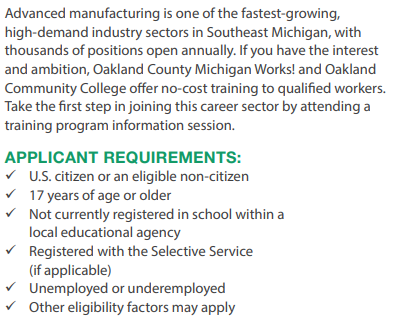 Advanced manufacturing is one of the fastest-growing,
high-demand industry sectors in Southeast Michigan, with
thousands of positions open annually. If you have the interest
and ambition, Oakland County Michigan Works! and Oakland
Community College offer no-cost training to qualified workers.
Take the first step in joining this career sector by attending a
training program information session.
APPLICANT REQUIREMENTS:
✓ U.S. citizen or an eligible non-citizen
✓ 17 years of age or older
✓ Not currently registered in school within a
local educational agency
✓ Registered with the Selective Service
(if applicable)
✓ Unemployed or underemployed
✓ Other eligibility factors may apply